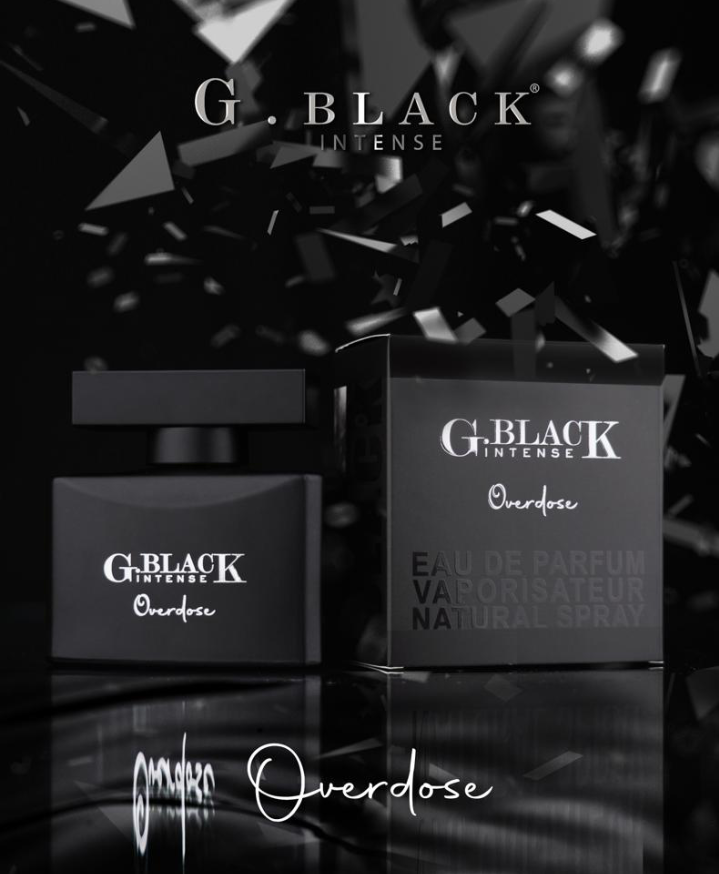 G. BLACK®
INTENSE
G.BLACK
INTENSE
Overdose
EAU DE PARFUM
VAPORISATEUR
NATURAL SPRAY
G.BLACK
INTENSE
Overdose
Overdose